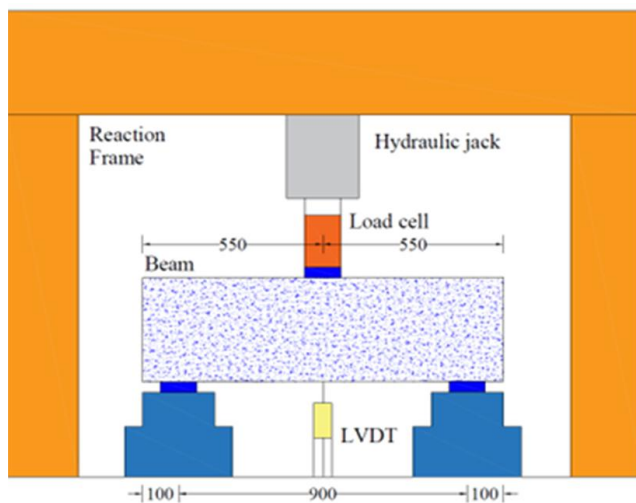 Reaction
Frame
Hydraulic jack
Load cell
550
550
Beam
LVDT
100
900
100